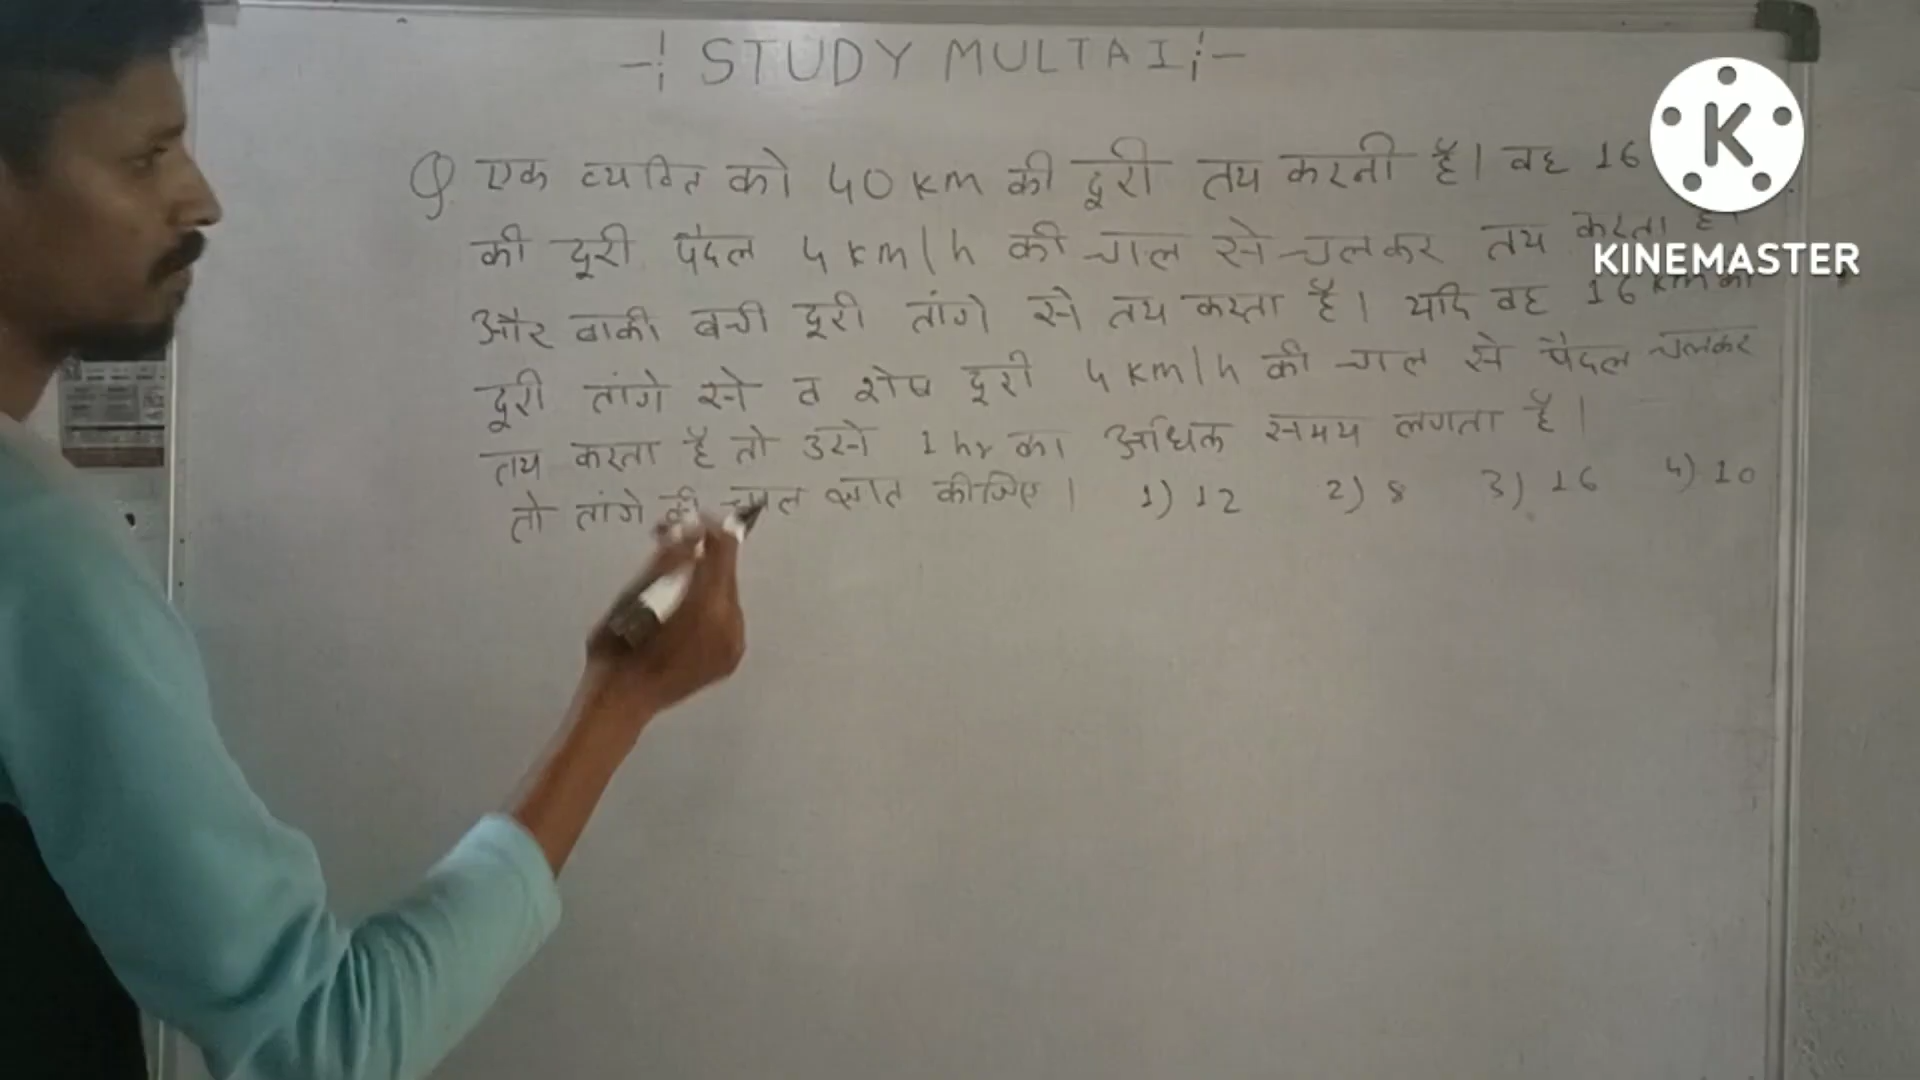 -: STUDY MULTAI :-
Q एक व्यक्ति को 40 km की दूरी तय करनी है। वह 16
की दूरी पैदल 4 km/h की चाल से चलकर तय करता है।
और बाकी बची दूरी तांगे से तय करता है। यदि वह 16 km की
दूरी तांगे से व शेष दूरी 4 km/h की चाल से पैदल चलकर
तय करता है तो उसे 1 hr का अधिक समय लगता है।
तो तांगे की चाल ज्ञात कीजिए। 1) 12 2) 8 3) 16 4) 10
K
KINEMASTER